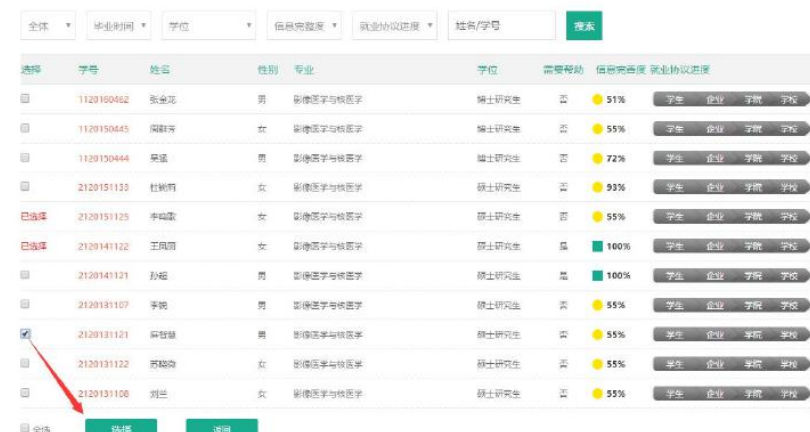 全体 毕业时间 学位 信息完整度 就业协议进度 姓名/学号 搜索
选择 学号 姓名 性别 专业 学位 需要帮助 信息完善度 就业协议进度
1120160462 张金花 男 影像医学与核医学 博士研究生 否 51% 学生 企业 学院 学校
1120150445 周群芳 女 影像医学与核医学 博士研究生 否 55% 学生 企业 学院 学校
1120150444 吴猛 男 影像医学与核医学 博士研究生 否 72% 学生 企业 学院 学校
2120151133 女 影像医学与核医学 硕士研究生 否 93% 学生 企业 学院 学校
已选择 2120151125 李鸣歌 女 影像医学与核医学 硕士研究生 否 55% 学生 企业 学院 学校
已选择 2120141122 王凤丽 女 影像医学与核医学 硕士研究生 是 100% 学生 企业 学院 学校
2120141121 孙超 男 影像医学与核医学 硕士研究生 是 100% 学生 企业 学院 学校
2120131107 李 男 影像医学与核医学 硕士研究生 否 55% 学生 企业 学院 学校
2120131121 麻智慧 男 影像医学与核医学 硕士研究生 否 55% 学生 企业 学院 学校
2120131122 苏晓微 女 影像医学与核医学 硕士研究生 否 55% 学生 企业 学院 学校
2120131108 刘兰 女 影像医学与核医学 硕士研究生 否 55% 学生 企业 学院 学校
全选 选择 返回